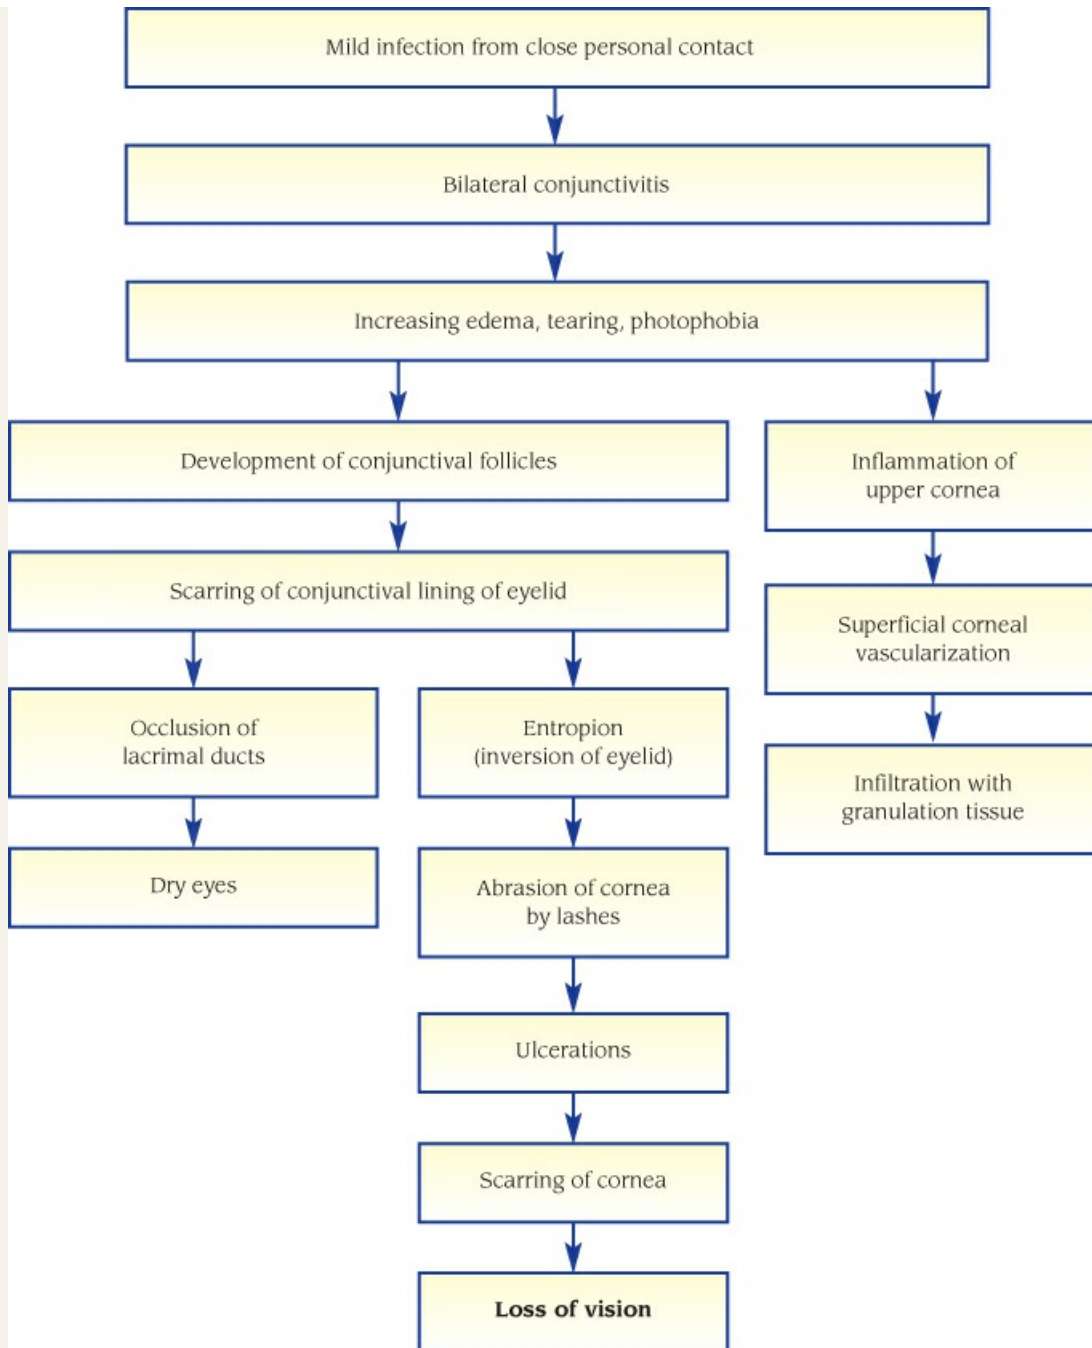 Mild infection from close personal contact
Bilateral conjunctivitis
Increasing edema, tearing, photophobia
Development of conjunctival follicles
Scarring of conjunctival lining of eyelid
Occlusion of
lacrimal ducts
Dry eyes
Entropion
(inversion of eyelid)
Abrasion of cornea
by lashes
Ulcerations
Scarring of cornea
Loss of vision
Inflammation of
upper cornea
Superficial corneal
vascularization
Infiltration with
granulation tissue